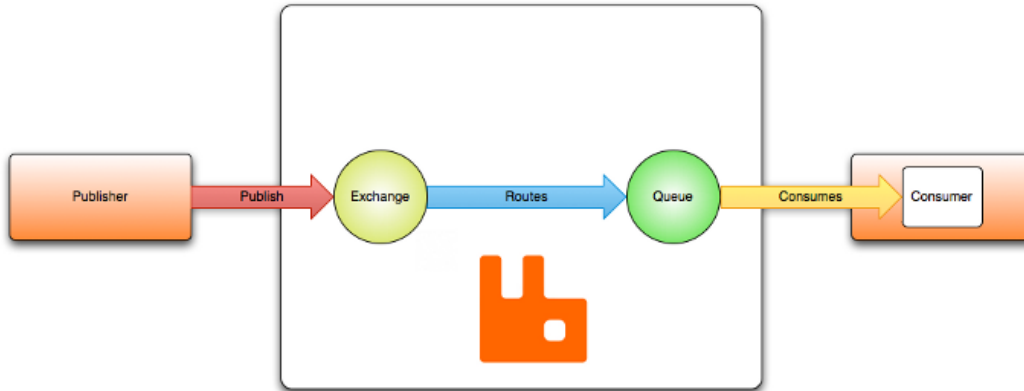 Publisher
Publish
Exchange
Routes
Queue
Consumes
Consumer